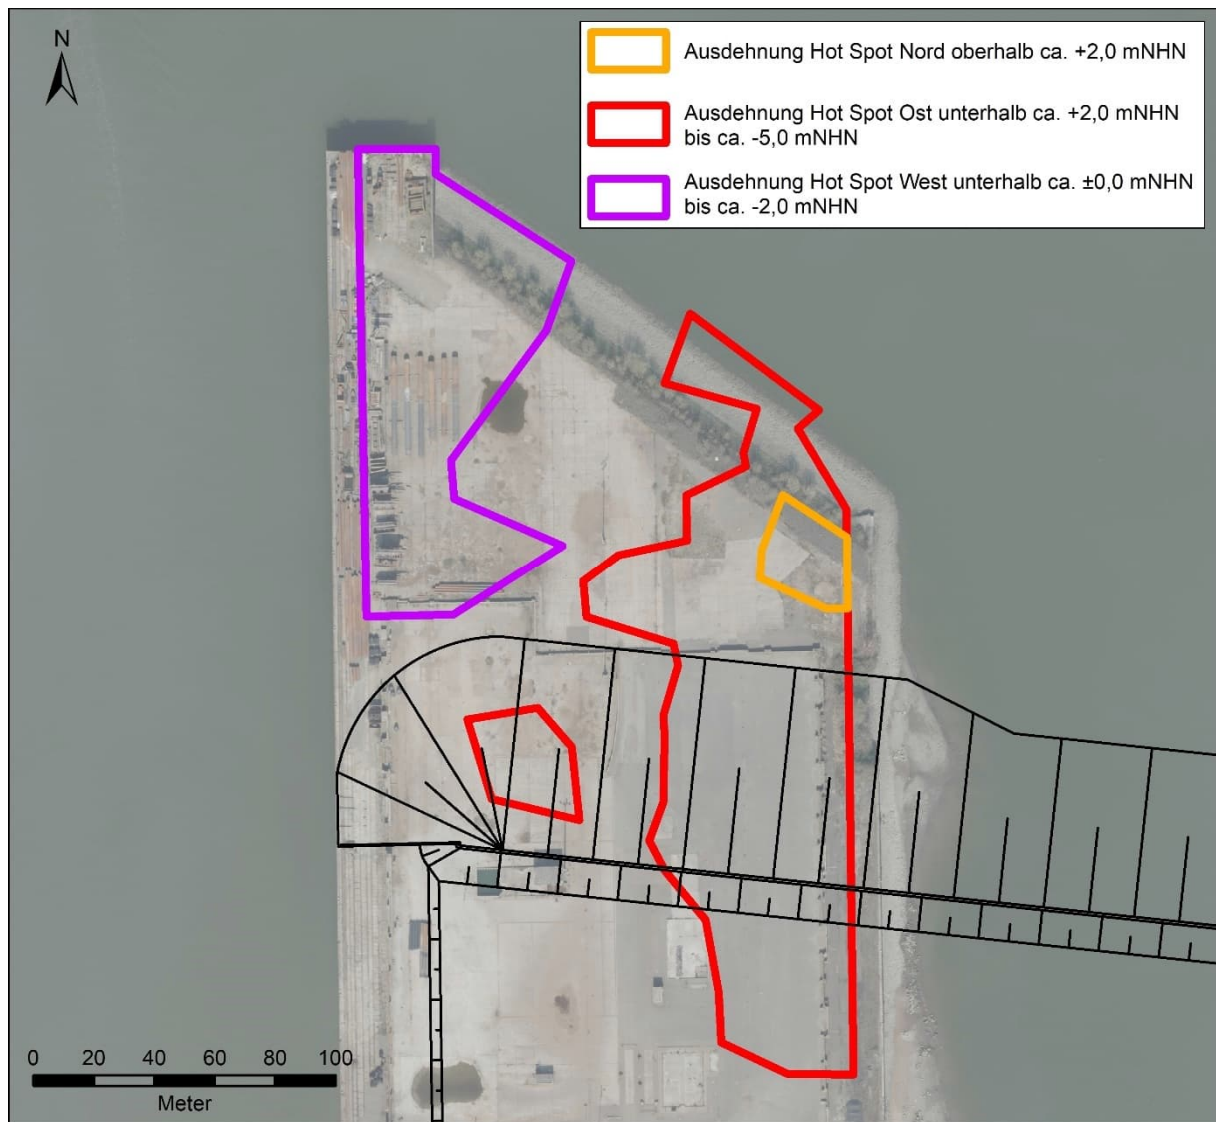 N
Ausdehnung Hot Spot Nord oberhalb ca. +2,0 mNHN
Ausdehnung Hot Spot Ost unterhalb ca. +2,0 mNHN
bis ca. -5,0 mNHN
Ausdehnung Hot Spot West unterhalb ca. ±0,0 mNHN
bis ca. -2,0 mNHN
0 20 40 60 80 100
Meter